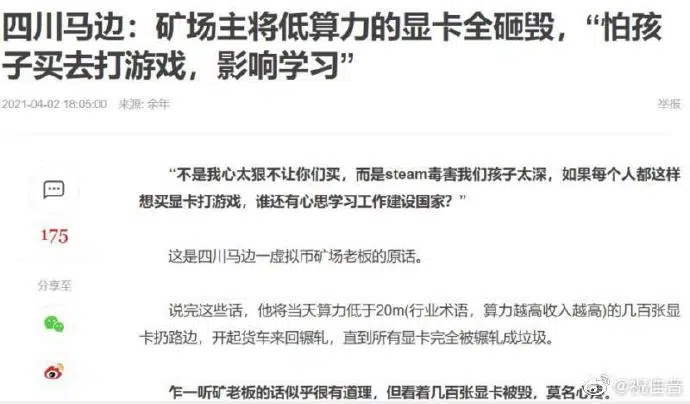 四川马边：矿场主将低算力的显卡全砸毁，“怕孩
子买去打游戏，影响学习”
2021-04-02 18:05:00 来源: 余年 举报
“不是我心太狠不让你们买，而是steam毒害我们孩子太深，如果每个人都这样
想买显卡打游戏，谁还有心思学习工作建设国家？”
175
这是四川马边一虚拟币矿场老板的原话。
分享至
说完这些话，他将当天算力低于20m(行业术语，算力越高收入越高)的几百张显
卡扔路边，开起货车来回辗轧，直到所有显卡完全被辗轧成垃圾。
乍一听矿老板的话似乎很有道理，但看着几百张显卡被毁，莫名心